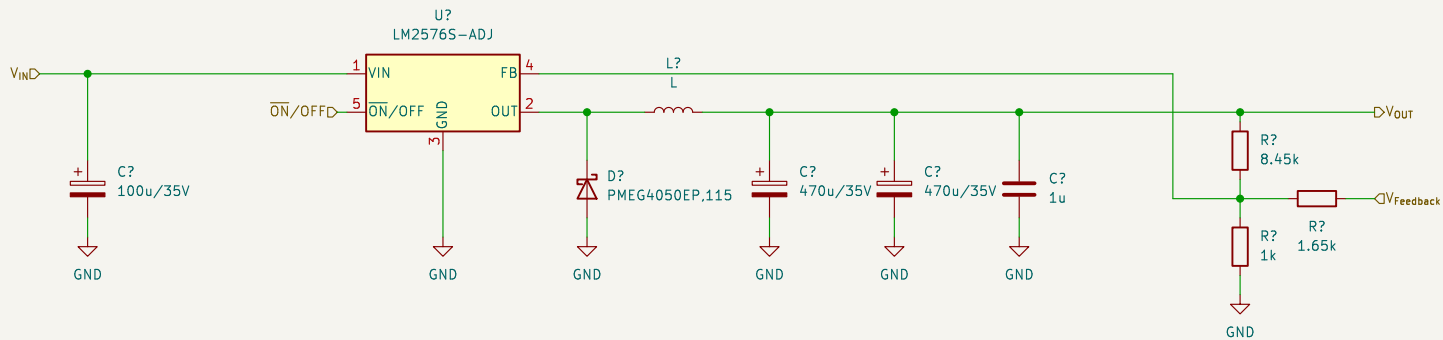 U?
LM2576S-ADJ
VIN
1
VIN
FB
4
ON/OFF
5
ON/OFF
GND
OUT
2
3
L?
L
VOUT
C?
100u/35V
D?
PMEG4050EP,115
C?
470u/35V
C?
470u/35V
C?
1u
R?
8.45k
VFeedback
R?
1.65k
R?
1k
GND
GND
GND
GND
GND
GND
GND